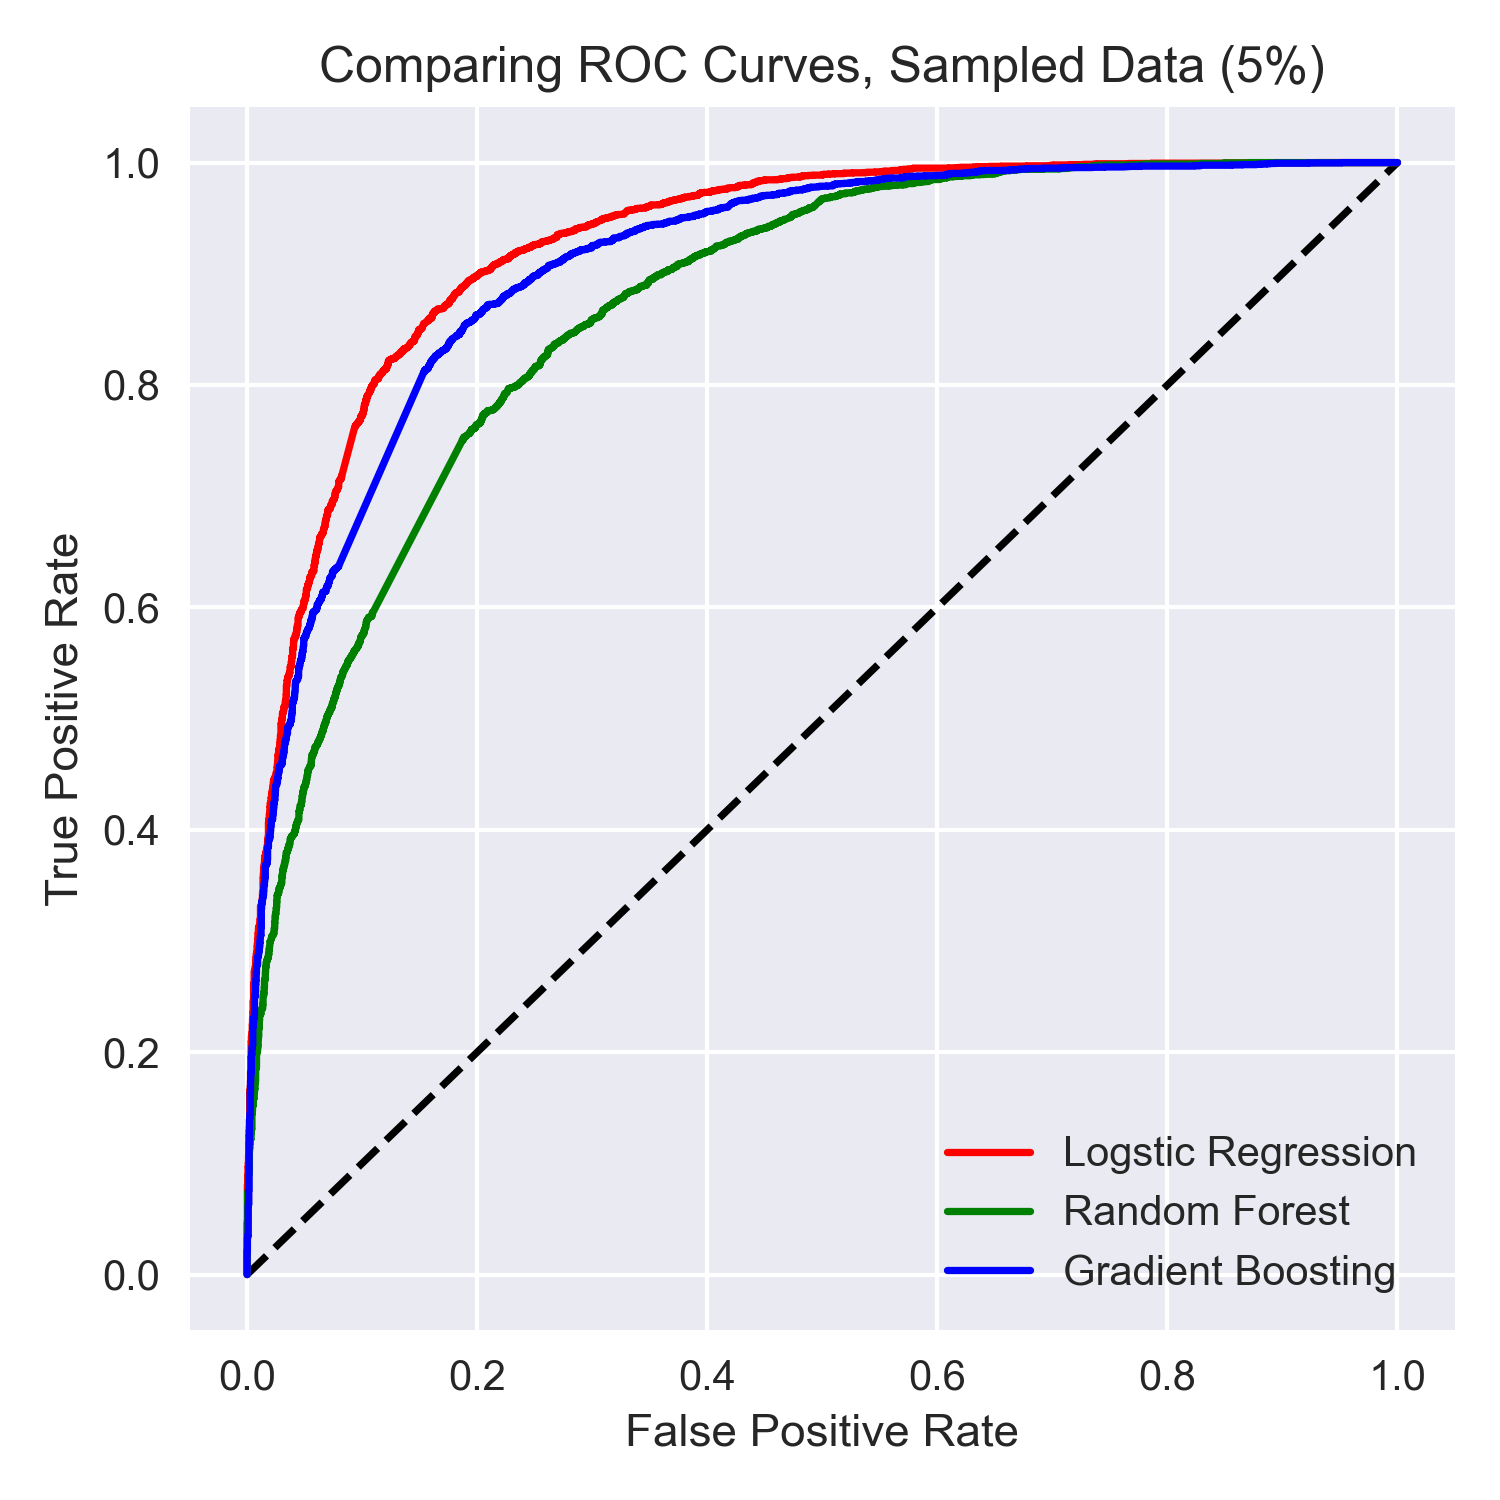 Comparing ROC Curves, Sampled Data (5%)
1.0
0.8
0.6
0.4
0.2
0.0
True Positive Rate
Logstic Regression
Random Forest
Gradient Boosting
0.0 0.2 0.4 0.6 0.8 1.0
False Positive Rate